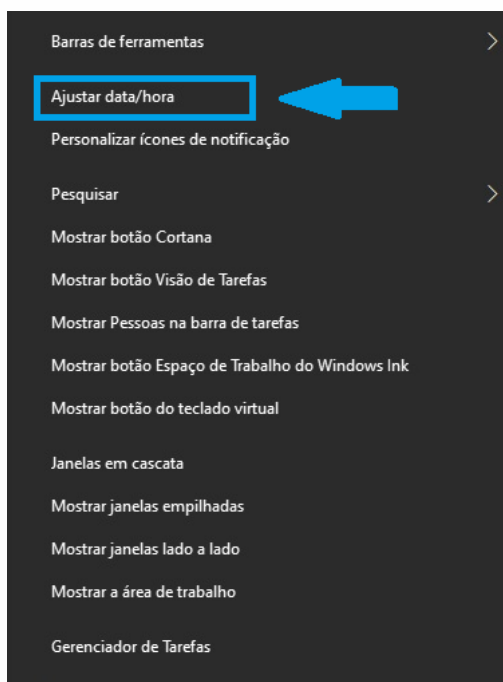 Barras de ferramentas
Ajustar data/hora
Personalizar ícones de notificação
Pesquisar
Mostrar botão Cortana
Mostrar botão Visão de Tarefas
Mostrar Pessoas na barra de tarefas
Mostrar botão Espaço de Trabalho do Windows Ink
Mostrar botão do teclado virtual
Janelas em cascata
Mostrar janelas empilhadas
Mostrar janelas lado a lado
Mostrar a área de trabalho
Gerenciador de Tarefas